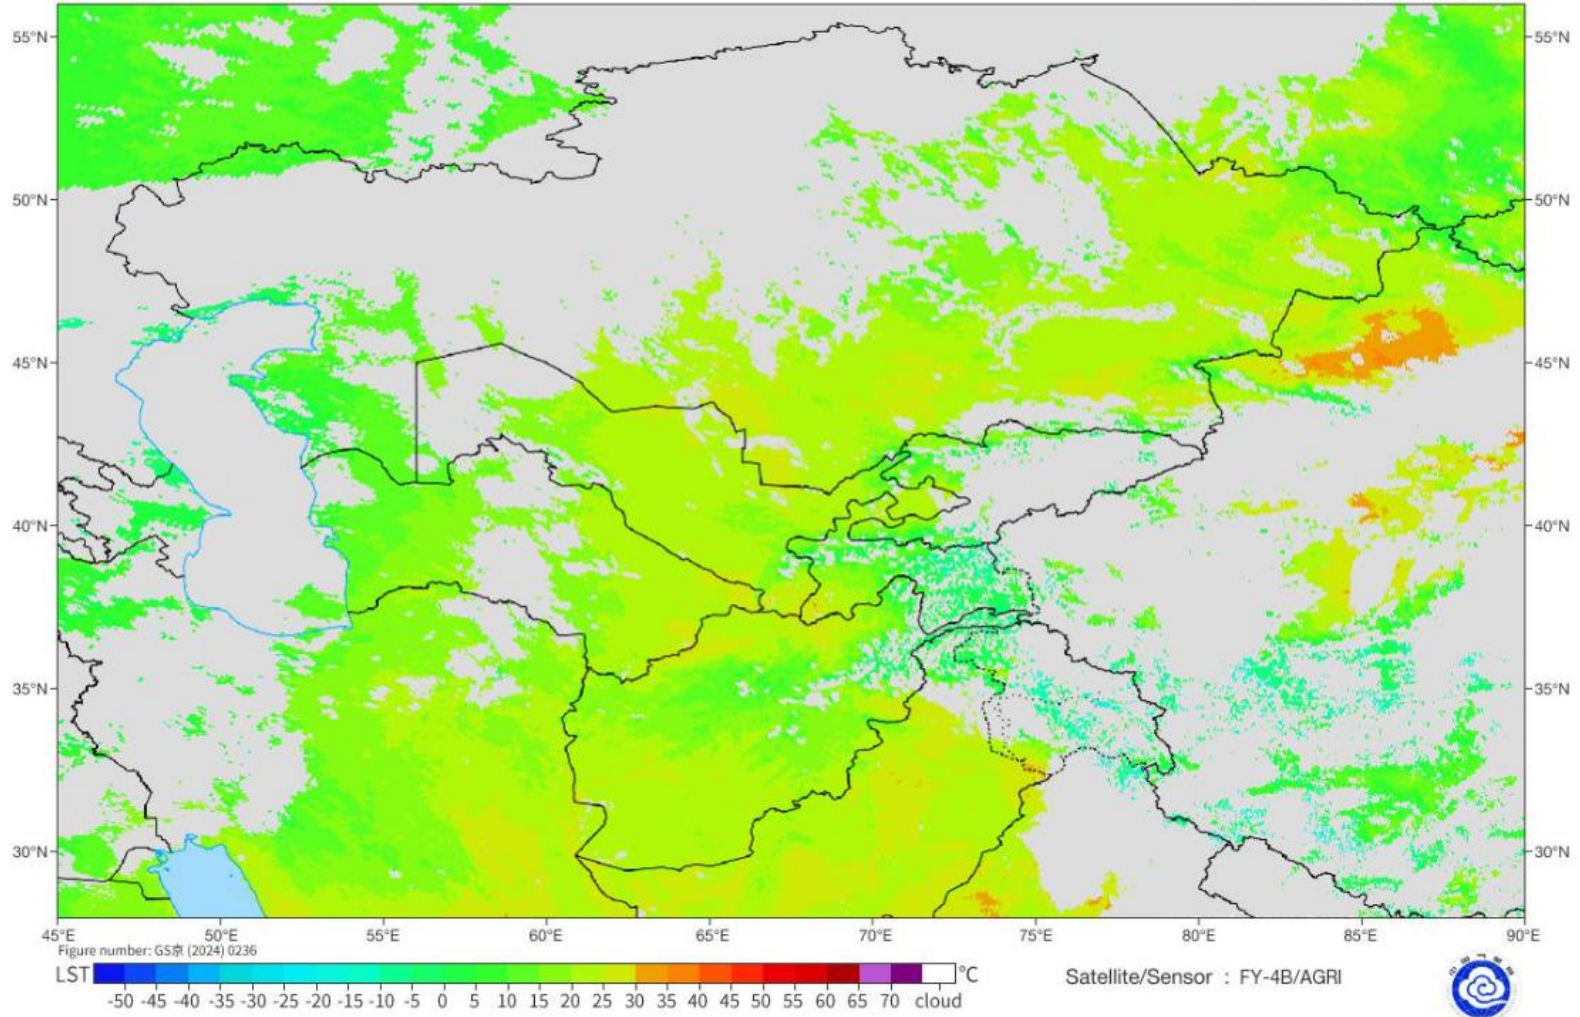 55°N
55°N
50°N
50°N
45°N
45°N
40°N
40°N
35°N
35°N
30°N
30°N
45°E 50°E 55°E 60°E 65°E 70°E 75°E 80°E 85°E 90°E
Figure number: GS京 (2024) 0236
LST °C
-50 -45 -40 -35 -30 -25 -20 -15 -10 -5 0 5 10 15 20 25 30 35 40 45 50 55 60 65 70 cloud
Satellite/Sensor : FY-4B/AGRI